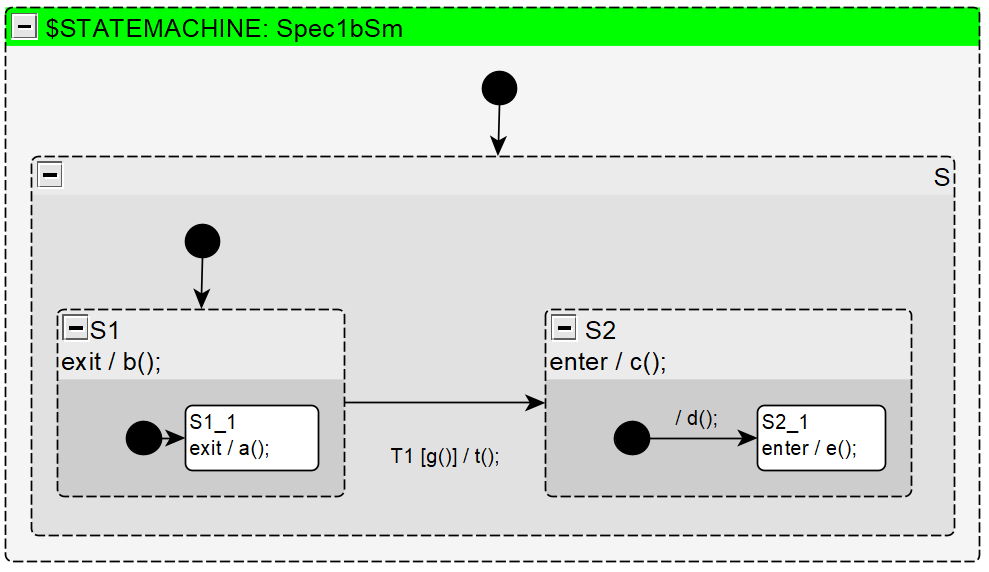 $STATEMACHINE: Spec1bSm
S
S1
exit / b();
S1_1
exit / a();
T1 [g()] / t();
S2
enter / c();
/ d();
S2_1
enter / e();